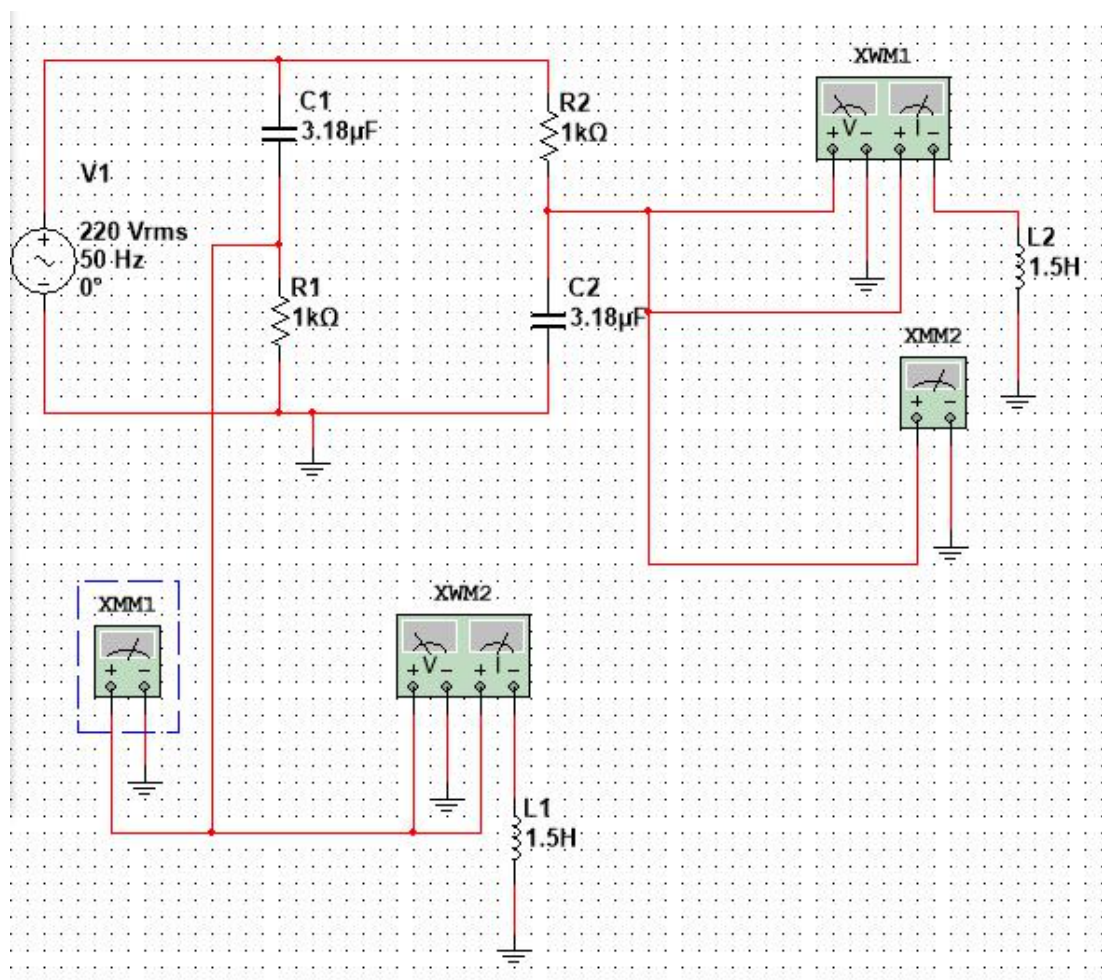 XWM1
+ V - + I -
C1
3.18µF
R2
1kΩ
V1
+
220 Vrms
50 Hz
0°
-
L2
1.5H
R1
1kΩ
C2
3.18µF
XMM2
+ -
XMM1
+ -
XWM2
+ V - + I -
L1
1.5H